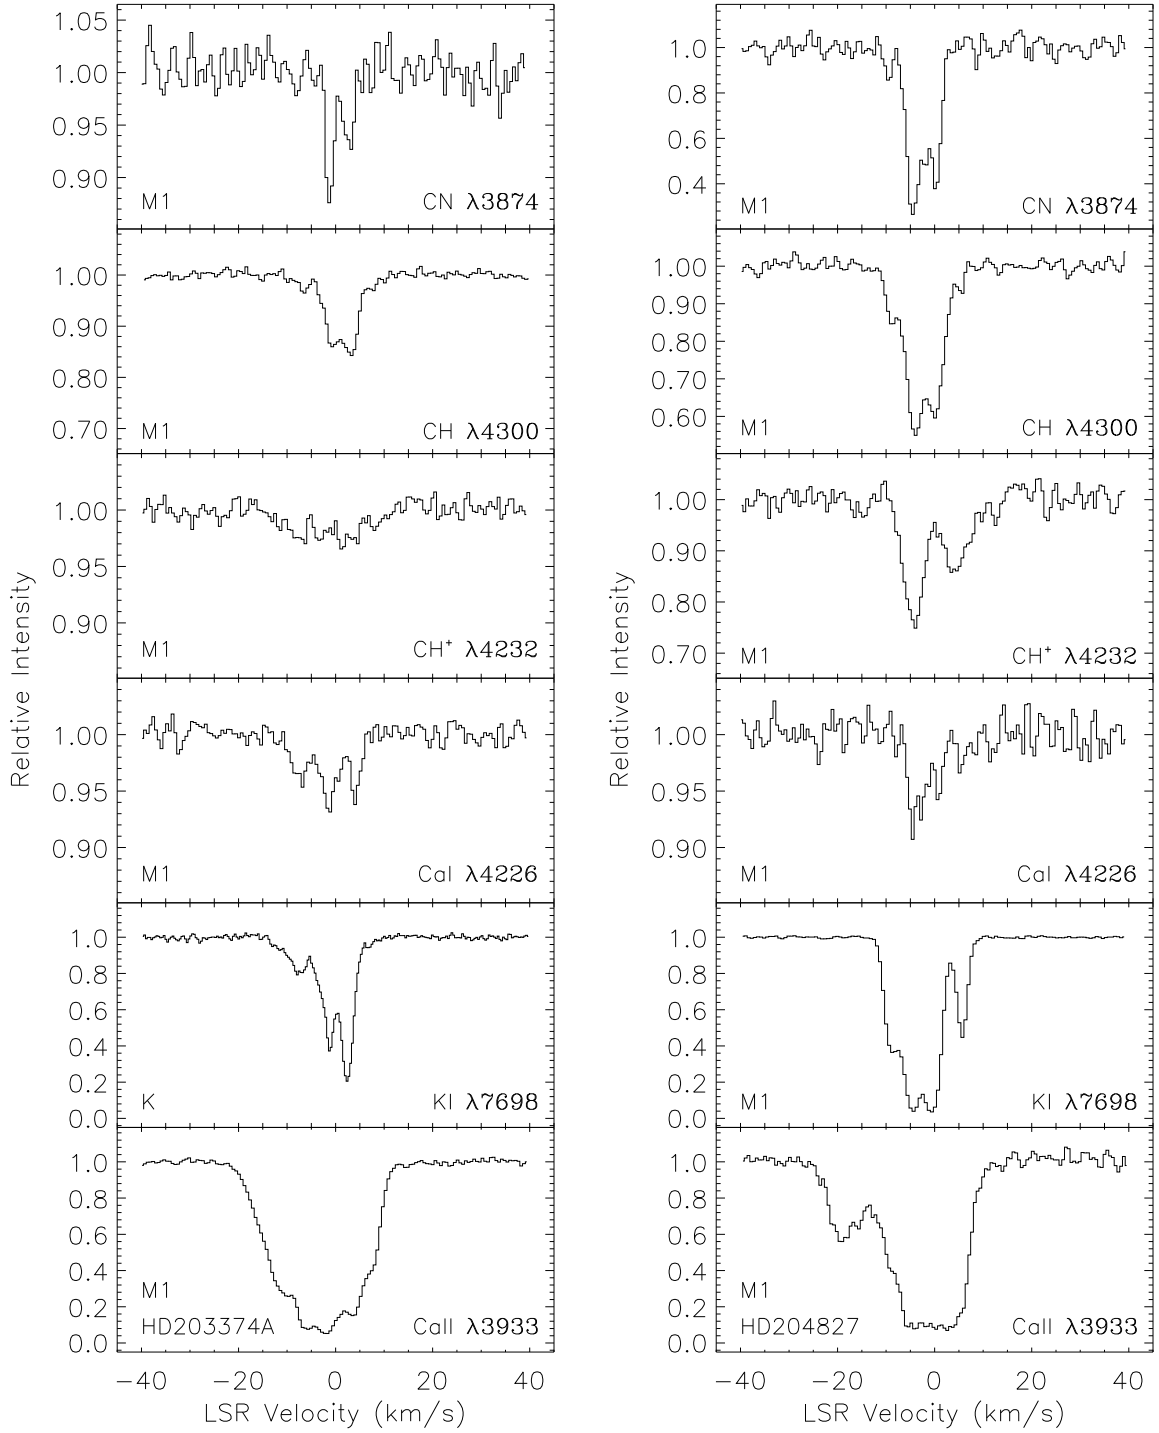 1.05
1.00
0.95
0.90
M1 CN λ3874
1.00
0.90
0.80
0.70
M1 CH λ4300
1.00
0.95
0.90
M1 CH⁺ λ4232
1.00
0.95
0.90
M1 CaI λ4226
1.0
0.8
0.6
0.4
0.2
0.0
K KI λ7698
1.0
0.8
0.6
0.4
0.2
0.0
M1
HD203374A CaII λ3933
−40 −20 0 20 40
LSR Velocity (km/s)
Relative Intensity
1.0
0.8
0.6
0.4
M1 CN λ3874
1.00
0.90
0.80
0.70
0.60
M1 CH λ4300
1.00
0.90
0.80
0.70
M1 CH⁺ λ4232
1.00
0.95
0.90
M1 CaI λ4226
1.0
0.8
0.6
0.4
0.2
0.0
M1 KI λ7698
1.0
0.8
0.6
0.4
0.2
0.0
M1
HD204827 CaII λ3933
−40 −20 0 20 40
LSR Velocity (km/s)
Relative Intensity